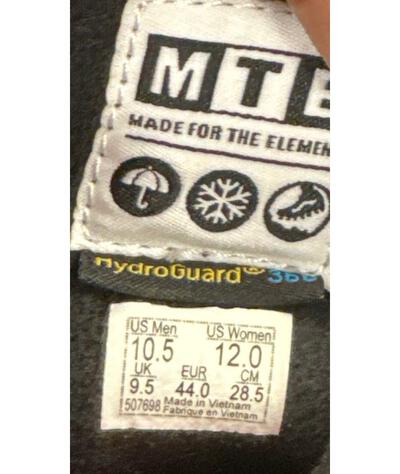 MTE
MADE FOR THE ELEMEN
HydroGuard® 360
US Men US Women
10.5 12.0
UK EUR CM
9.5 44.0 28.5
507698 Made in Vietnam
Fabrique en Vietnam